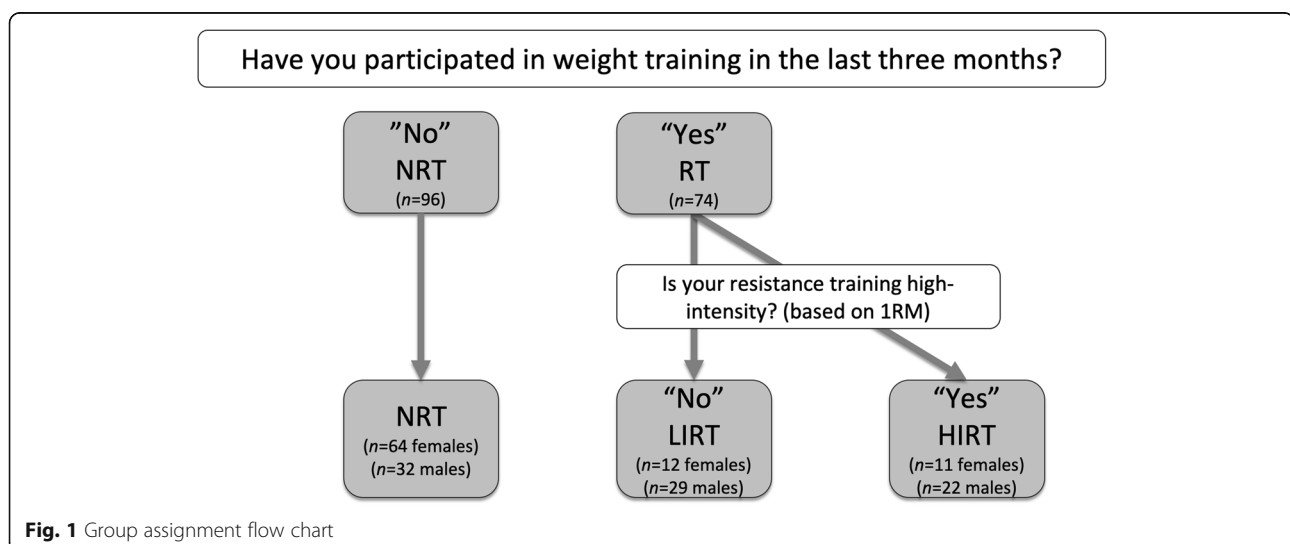 Have you participated in weight training in the last three months?
”No”
NRT
(n=96)
“Yes”
RT
(n=74)
Is your resistance training high-
intensity? (based on 1RM)
NRT
(n=64 females)
(n=32 males)
“No”
LIRT
(n=12 females)
(n=29 males)
“Yes”
HIRT
(n=11 females)
(n=22 males)
Fig. 1 Group assignment flow chart